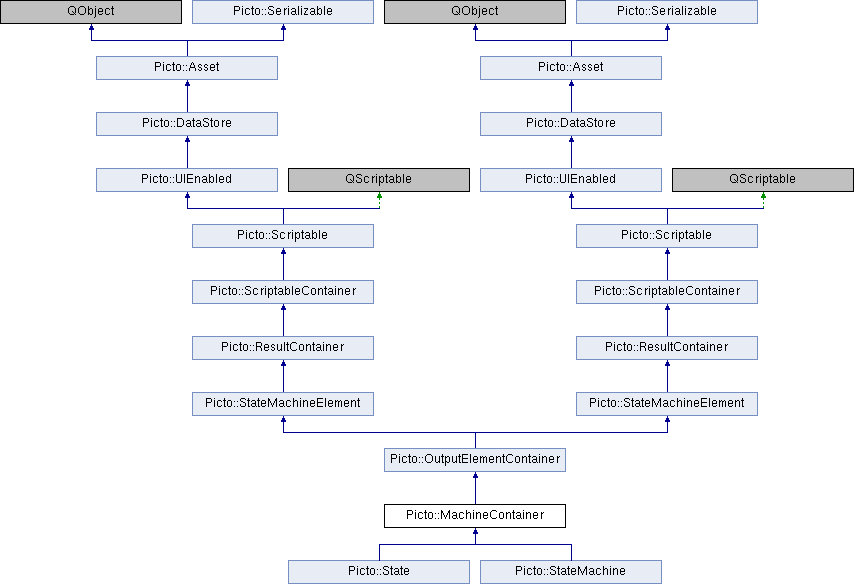 QObject
Picto::Serializable
QObject
Picto::Serializable
Picto::Asset
Picto::Asset
Picto::DataStore
Picto::DataStore
Picto::UIEnabled
QScriptable
Picto::UIEnabled
QScriptable
Picto::Scriptable
Picto::Scriptable
Picto::ScriptableContainer
Picto::ScriptableContainer
Picto::ResultContainer
Picto::ResultContainer
Picto::StateMachineElement
Picto::StateMachineElement
Picto::OutputElementContainer
Picto::MachineContainer
Picto::State
Picto::StateMachine